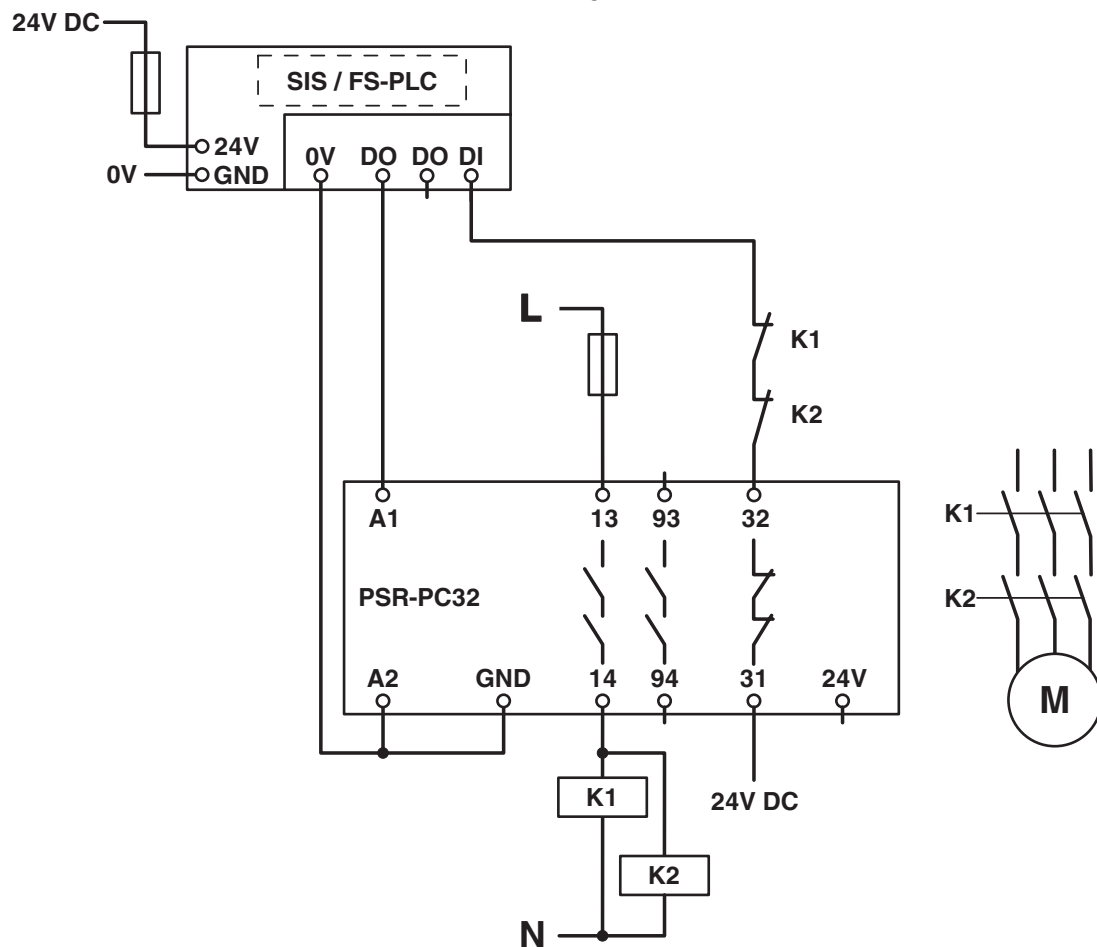 24V DC
SIS / FS-PLC
24V
0V
GND
0V DO DO DI
L
K1
K2
A1 13 93 32
PSR-PC32
A2 GND 14 94 31 24V
K1
K2
M
K1
24V DC
K2
N